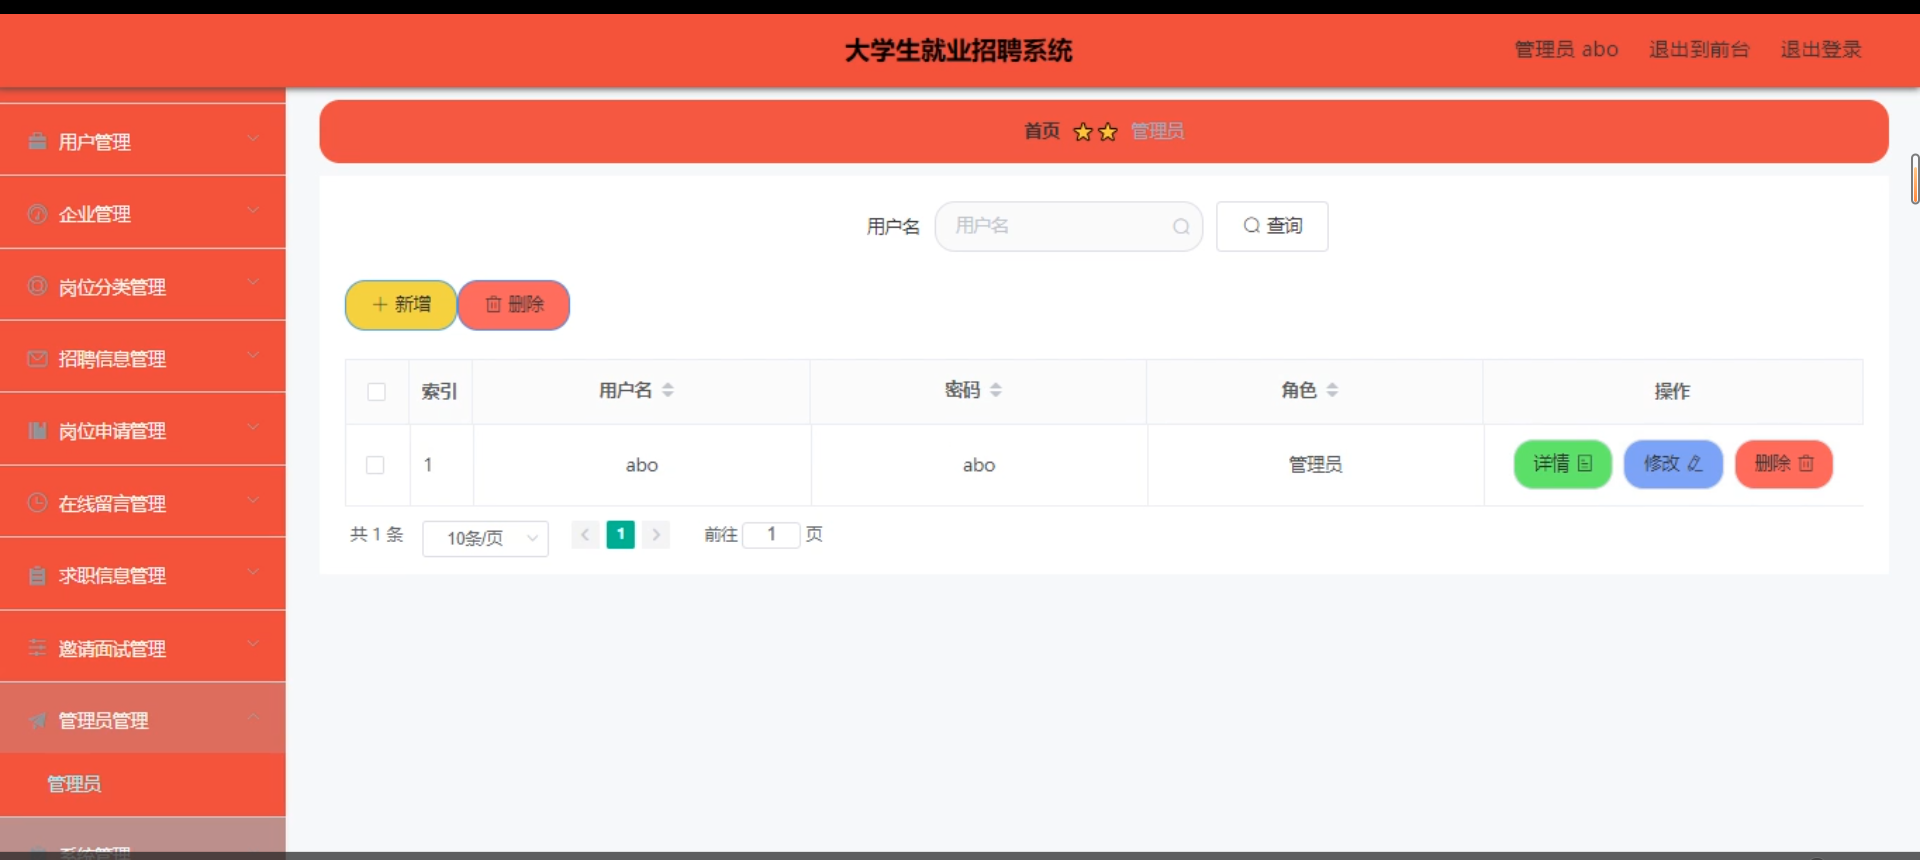 大学生就业招聘系统
管理员 abo 退出到前台 退出登录
用户管理
企业管理
岗位分类管理
招聘信息管理
岗位申请管理
在线留言管理
求职信息管理
邀请面试管理
管理员管理
管理员
系统管理
首页 管理员
用户名 用户名 查询
新增 删除
索引 用户名 密码 角色 操作
1 abo abo 管理员 详情 修改 删除
共 1 条 10条/页 1 前往 1 页